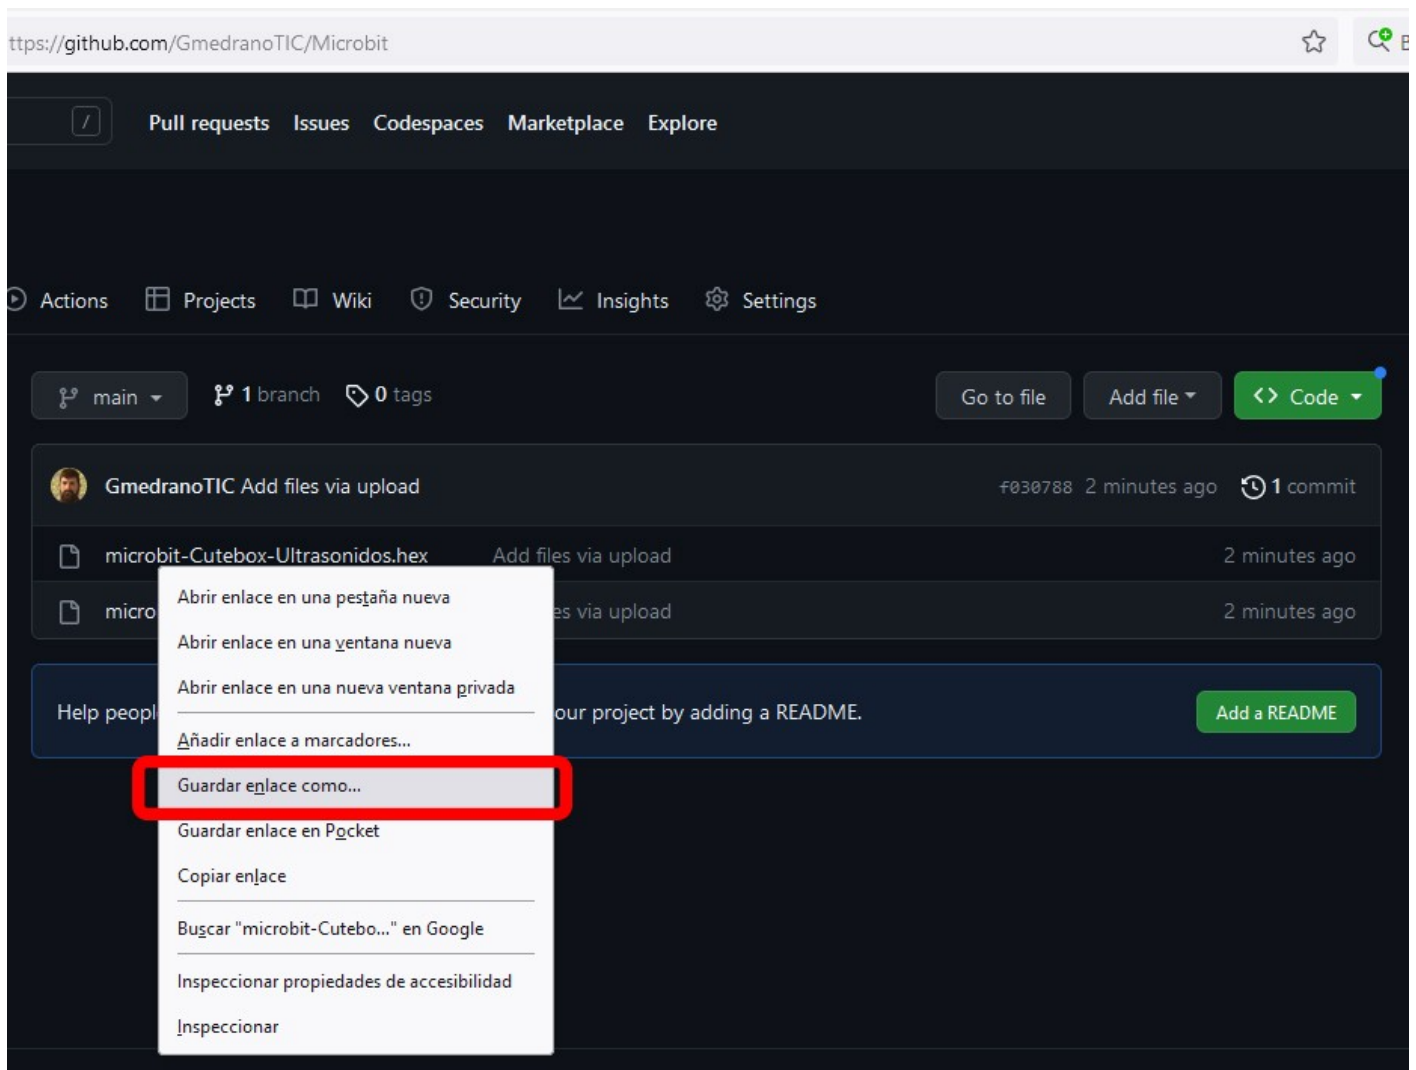 ttps://github.com/GmedranoTIC/Microbit
/ Pull requests Issues Codespaces Marketplace Explore
Actions Projects Wiki Security Insights Settings
main 1 branch 0 tags Go to file Add file <> Code
GmedranoTIC Add files via upload f030788 2 minutes ago 1 commit
microbit-Cutebox-Ultrasonidos.hex Add files via upload 2 minutes ago
micro es via upload 2 minutes ago
Help peopl our project by adding a README. Add a README
Abrir enlace en una pestaña nueva
Abrir enlace en una ventana nueva
Abrir enlace en una nueva ventana privada
Añadir enlace a marcadores...
Guardar enlace como...
Guardar enlace en Pocket
Copiar enlace
Buscar "microbit-Cutebo..." en Google
Inspeccionar propiedades de accesibilidad
Inspeccionar